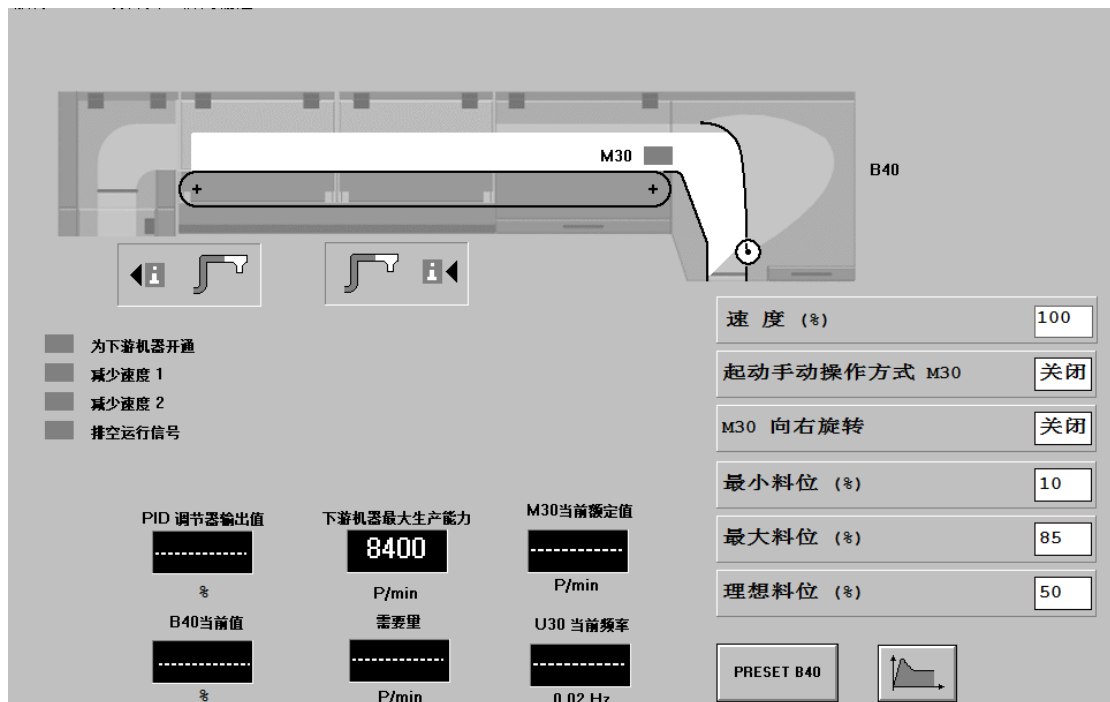 M30
B40
为下游机器开通
减少速度 1
减少速度 2
排空运行信号
速 度 (%) 100
起动手动操作方式 M30 关闭
M30 向右旋转 关闭
最小料位 (%) 10
最大料位 (%) 85
理想料位 (%) 50
PID 调节器输出值
--------------
%
下游机器最大生产能力
8400
P/min
M30当前额定值
--------------
P/min
B40当前值
--------------
%
需要量
--------------
P/min
U30 当前频率
--------------
0.02 Hz
PRESET B40